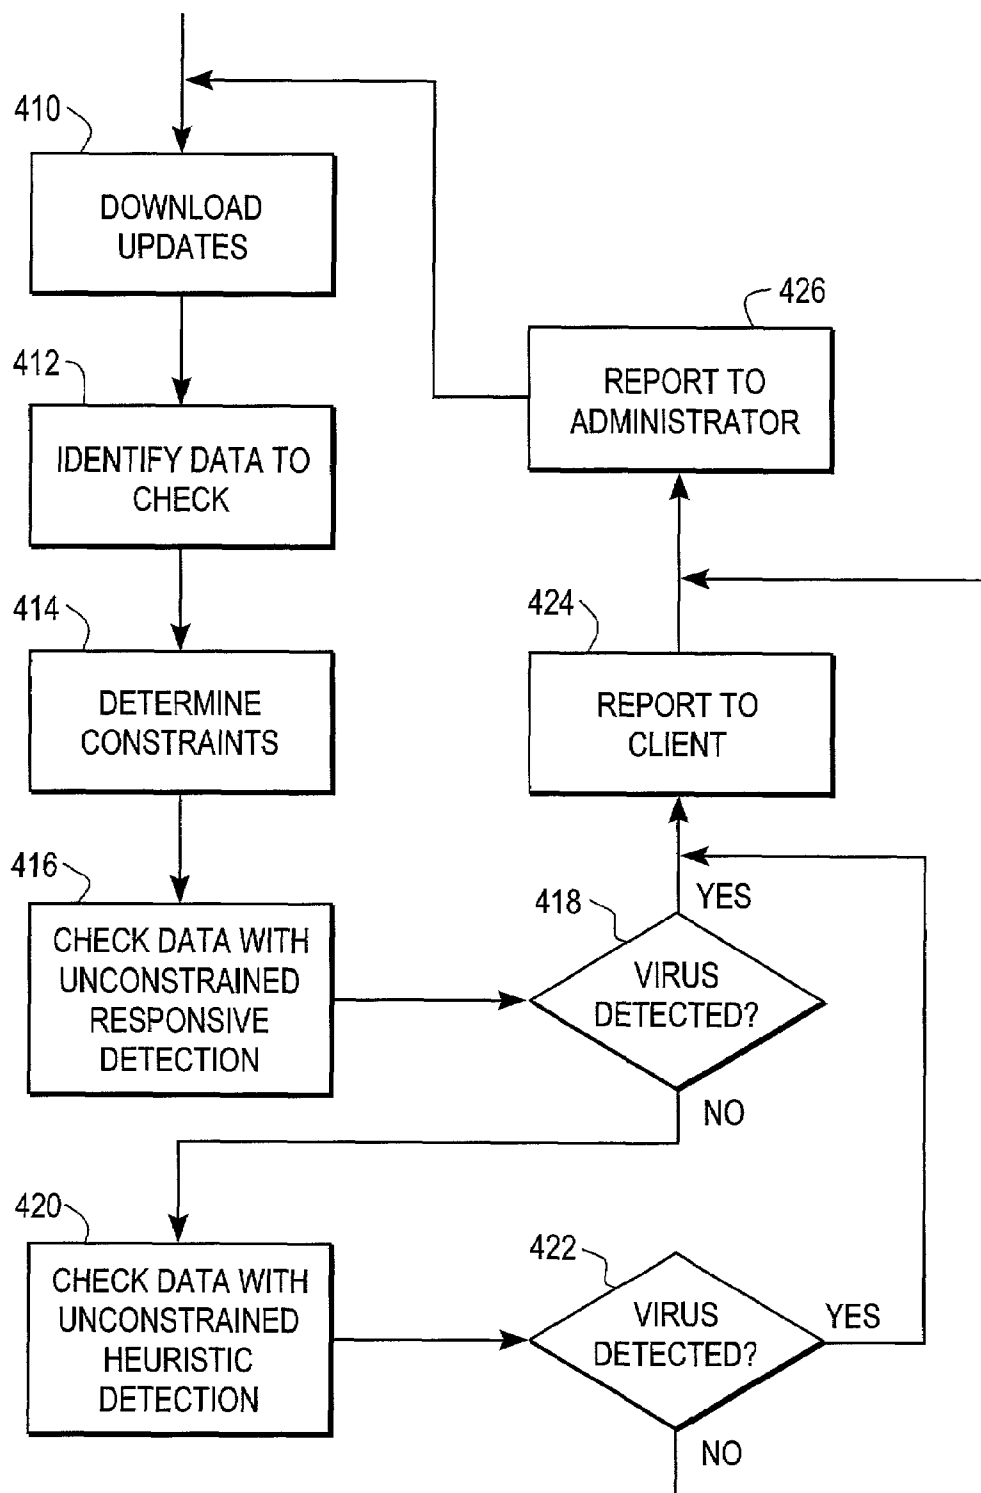 410
DOWNLOAD
UPDATES
412
IDENTIFY DATA TO
CHECK
414
DETERMINE
CONSTRAINTS
416
CHECK DATA WITH
UNCONSTRAINED
RESPONSIVE
DETECTION
418
VIRUS
DETECTED?
YES
NO
420
CHECK DATA WITH
UNCONSTRAINED
HEURISTIC
DETECTION
422
VIRUS
DETECTED?
YES
NO
424
REPORT TO
CLIENT
426
REPORT TO
ADMINISTRATOR